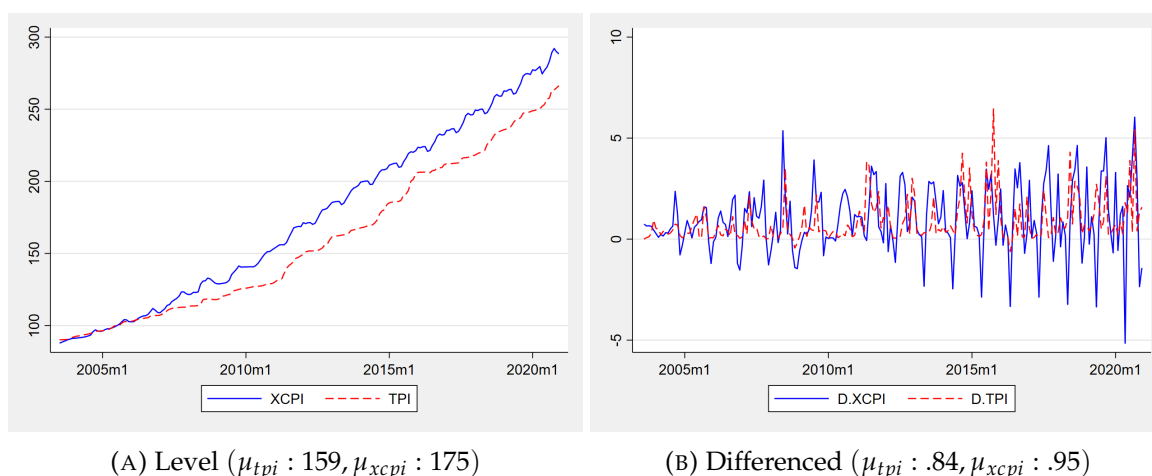 300
250
200
150
100
2005m1 2010m1 2015m1 2020m1
XCPI TPI
(A) Level (μtpi : 159, μxcpi : 175)
10
5
0
-5
2005m1 2010m1 2015m1 2020m1
D.XCPI D.TPI
(B) Differenced (μtpi : .84, μxcpi : .95)